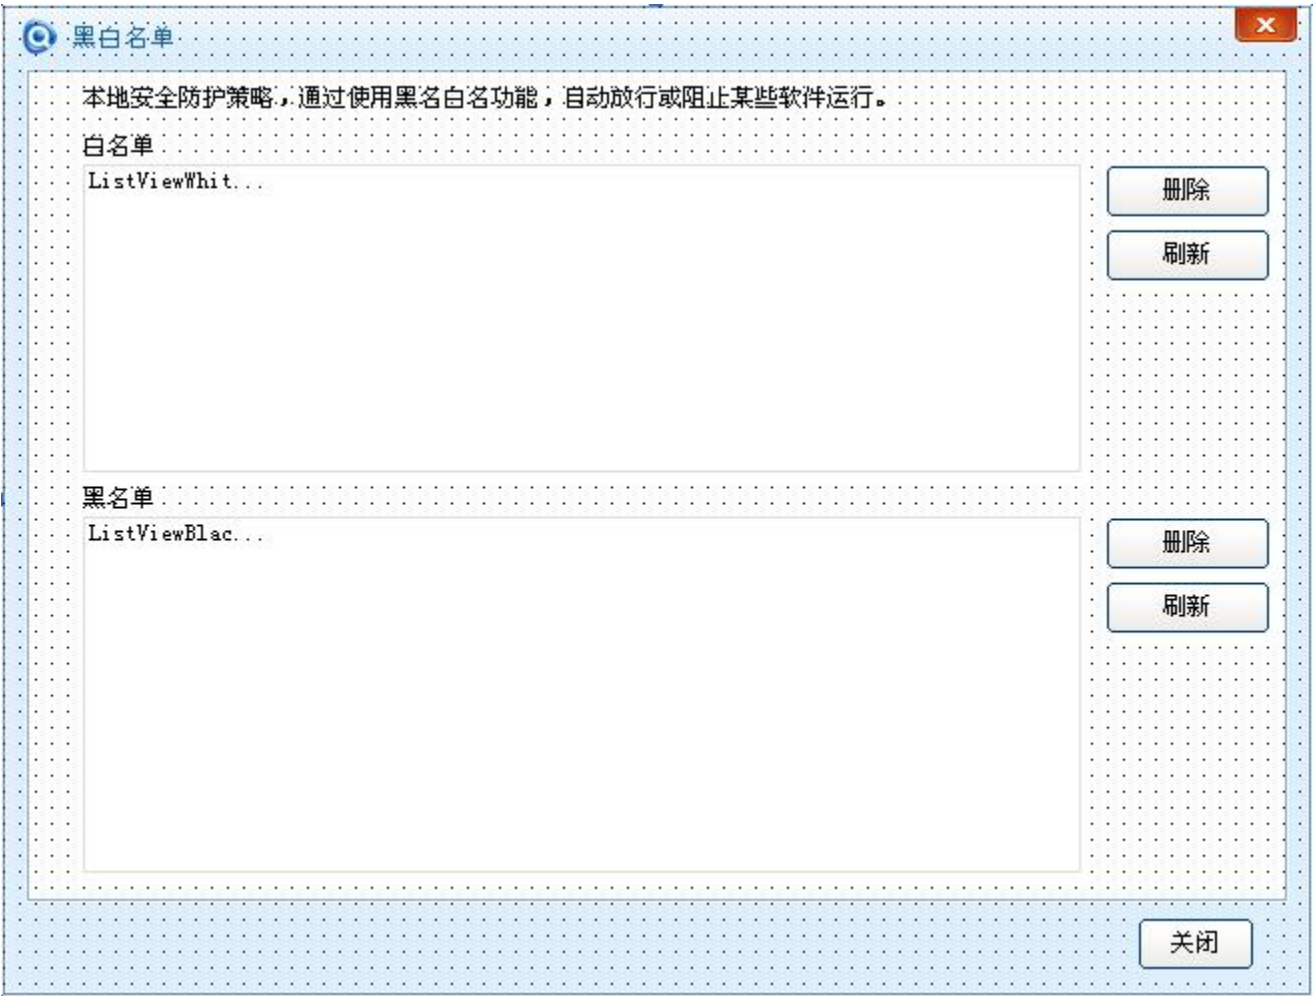 黑白名单
本地安全防护策略，通过使用黑名白名功能，自动放行或阻止某些软件运行。
白名单
ListViewWhit...
删除
刷新
黑名单
ListViewBlac...
删除
刷新
关闭